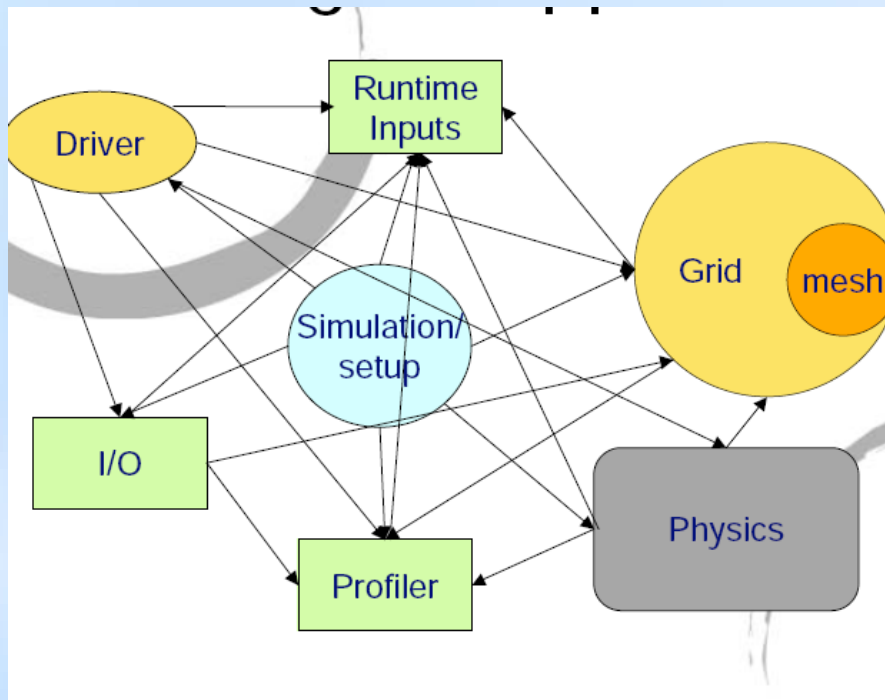 Runtime
Inputs
Driver
Grid
mesh
Simulation/
setup
I/O
Physics
Profiler